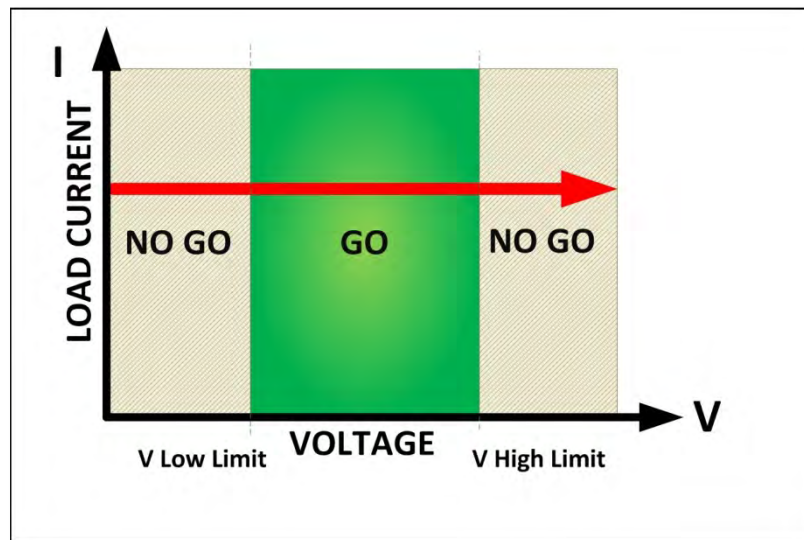 I
LOAD CURRENT
NO GO
GO
NO GO
V
VOLTAGE
V Low Limit
V High Limit